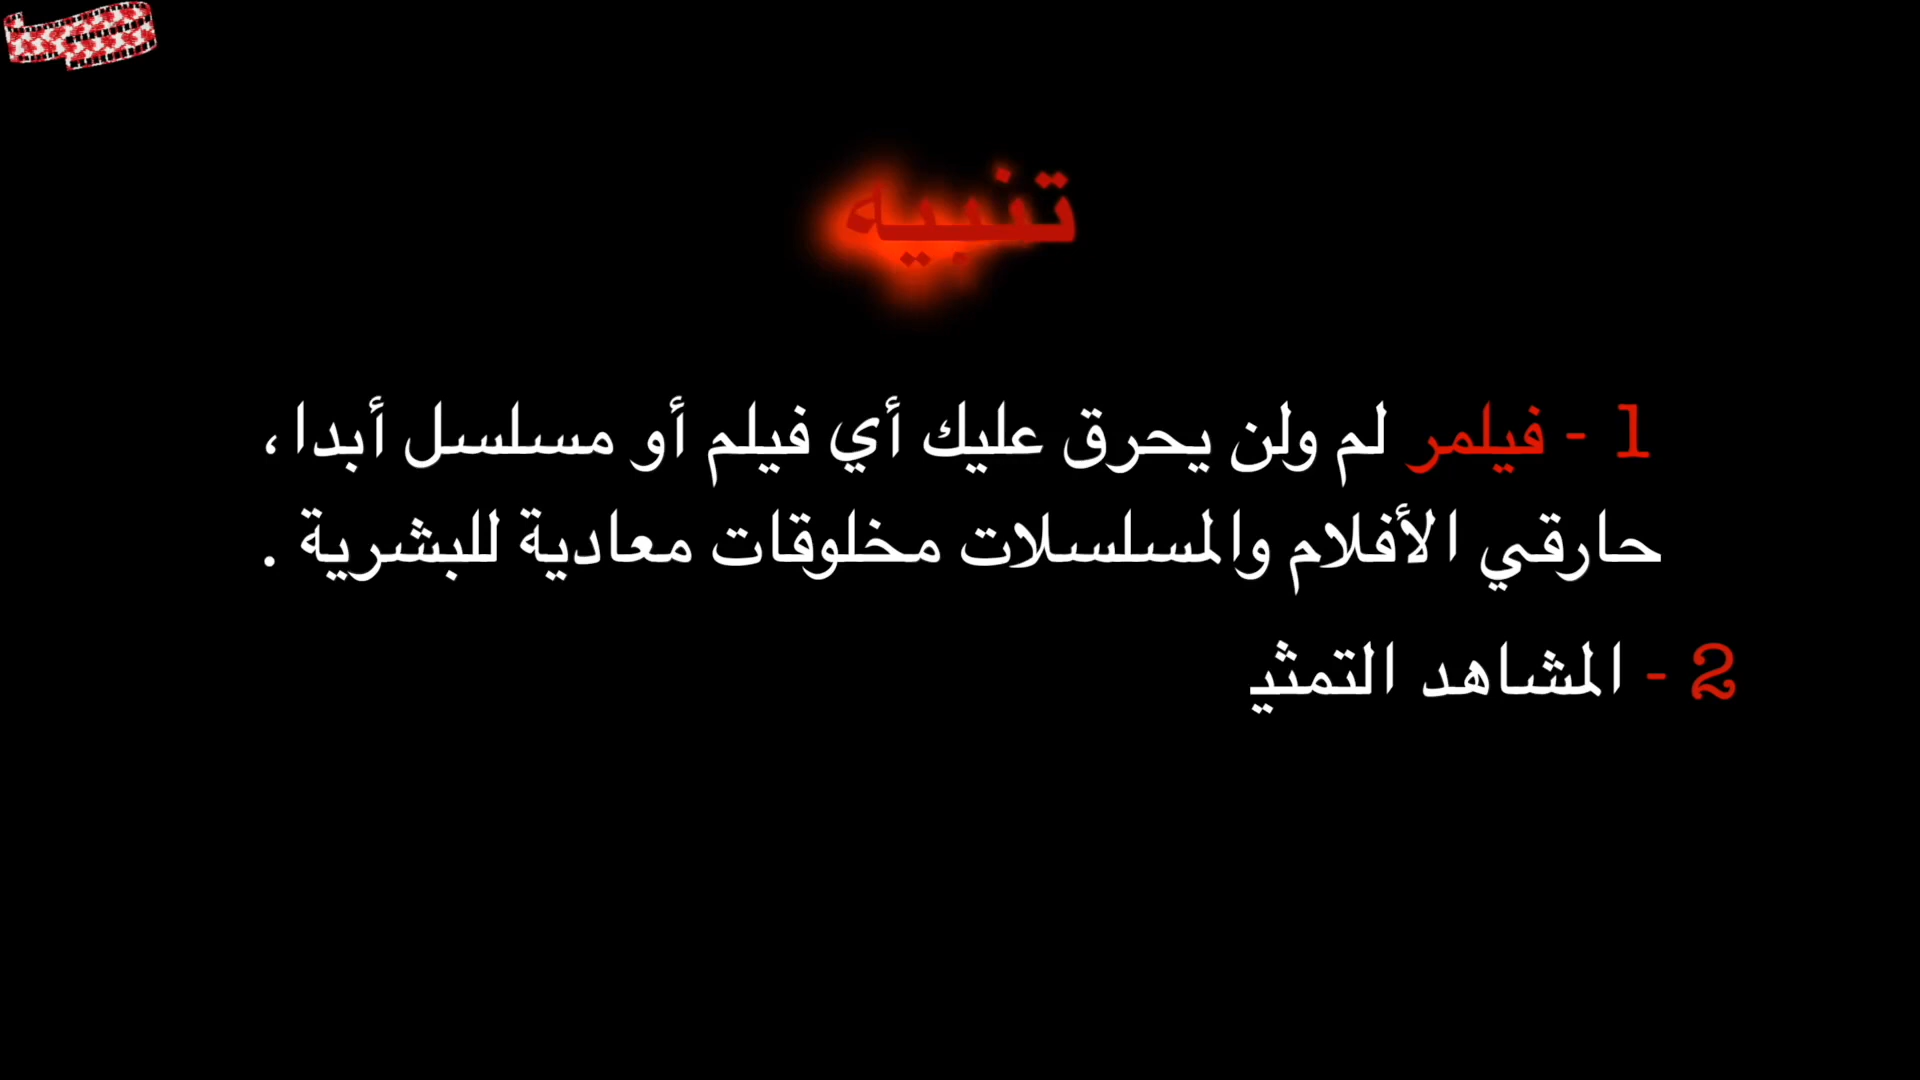 تنبيه
1 - فيلمر لم ولن يحرق عليك أي فيلم أو مسلسل أبدا ،
حارقي الأفلام والمسلسلات مخلوقات معادية للبشرية .
2 - المشاهد التمثيـ